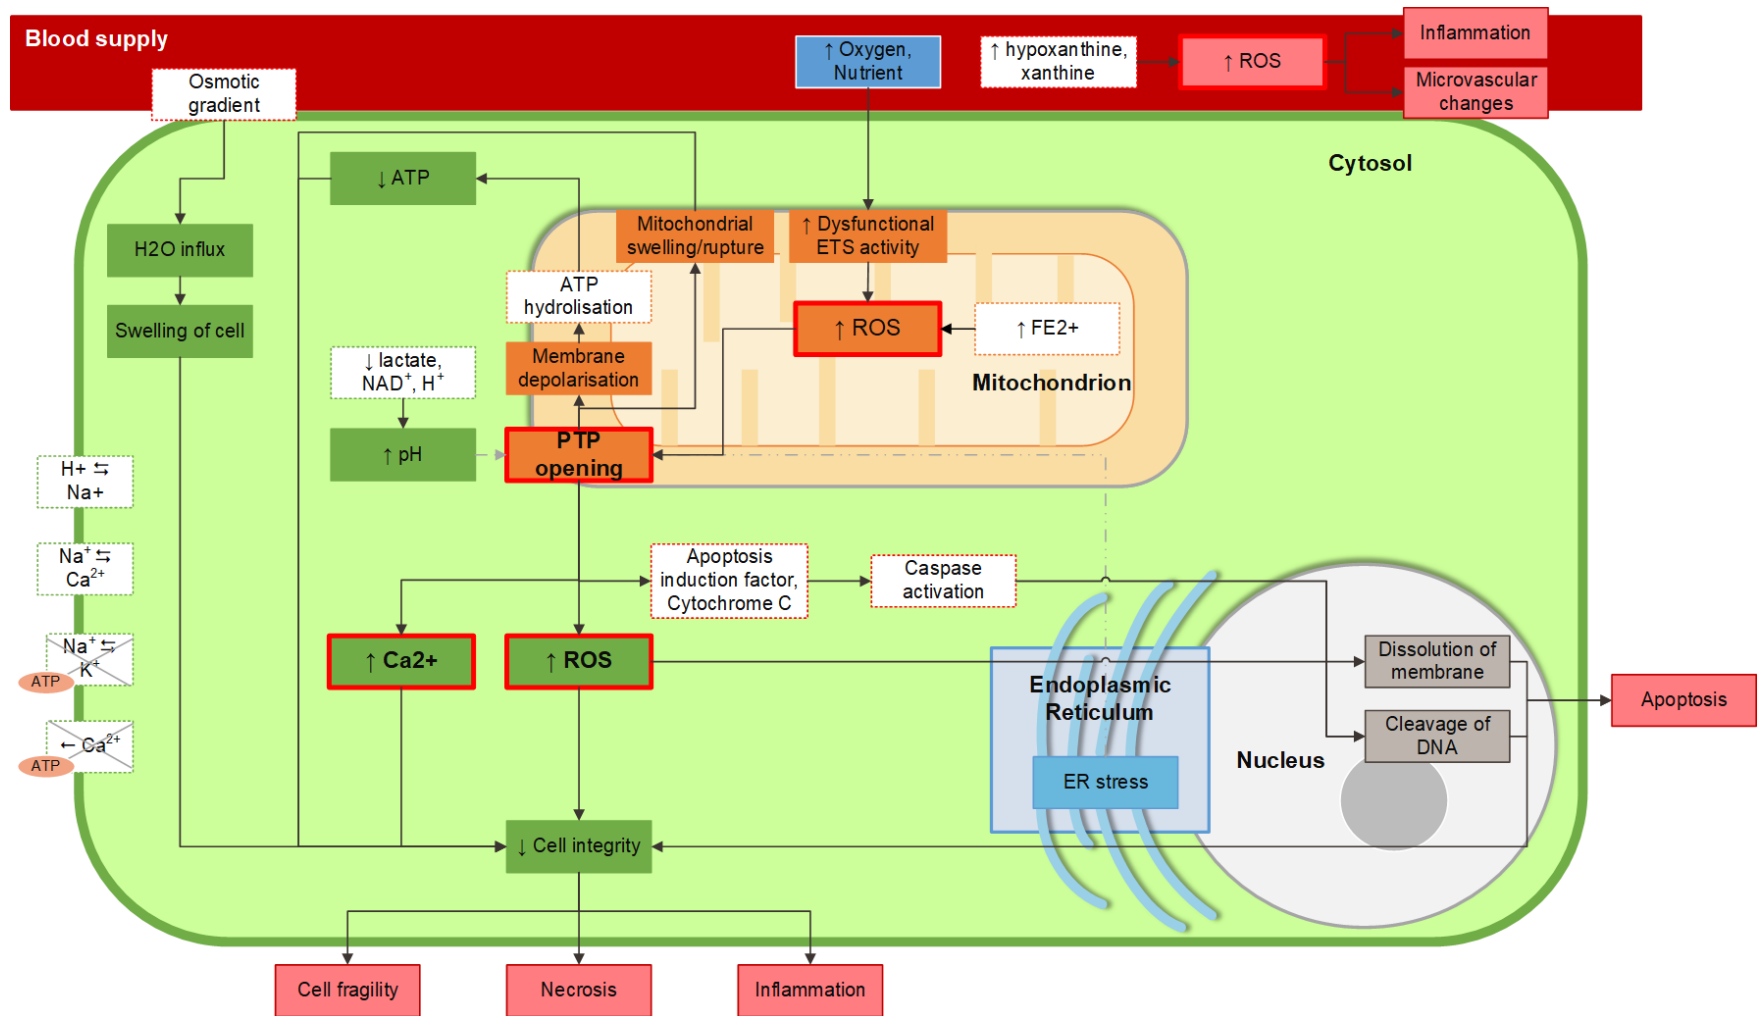 Blood supply
Osmotic
gradient
↑ Oxygen,
Nutrient
↑ hypoxanthine,
xanthine
↑ ROS
Inflammation
Microvascular
changes
Cytosol
↓ ATP
H2O influx
Swelling of cell
Mitochondrial
swelling/rupture
↑ Dysfunctional
ETS activity
ATP
hydrolisation
↑ ROS
↑ FE2+
Membrane
depolarisation
Mitochondrion
↓ lactate,
NAD⁺, H⁺
↑ pH
PTP
opening
H+ ⇆
Na+
Na⁺ ⇆
Ca²⁺
Na⁺ ⇆
K⁺
ATP
← Ca²⁺
ATP
Apoptosis
induction factor,
Cytochrome C
Caspase
activation
↑ Ca2+
↑ ROS
Endoplasmic
Reticulum
ER stress
Nucleus
Dissolution of
membrane
Cleavage of
DNA
Apoptosis
↓ Cell integrity
Cell fragility
Necrosis
Inflammation